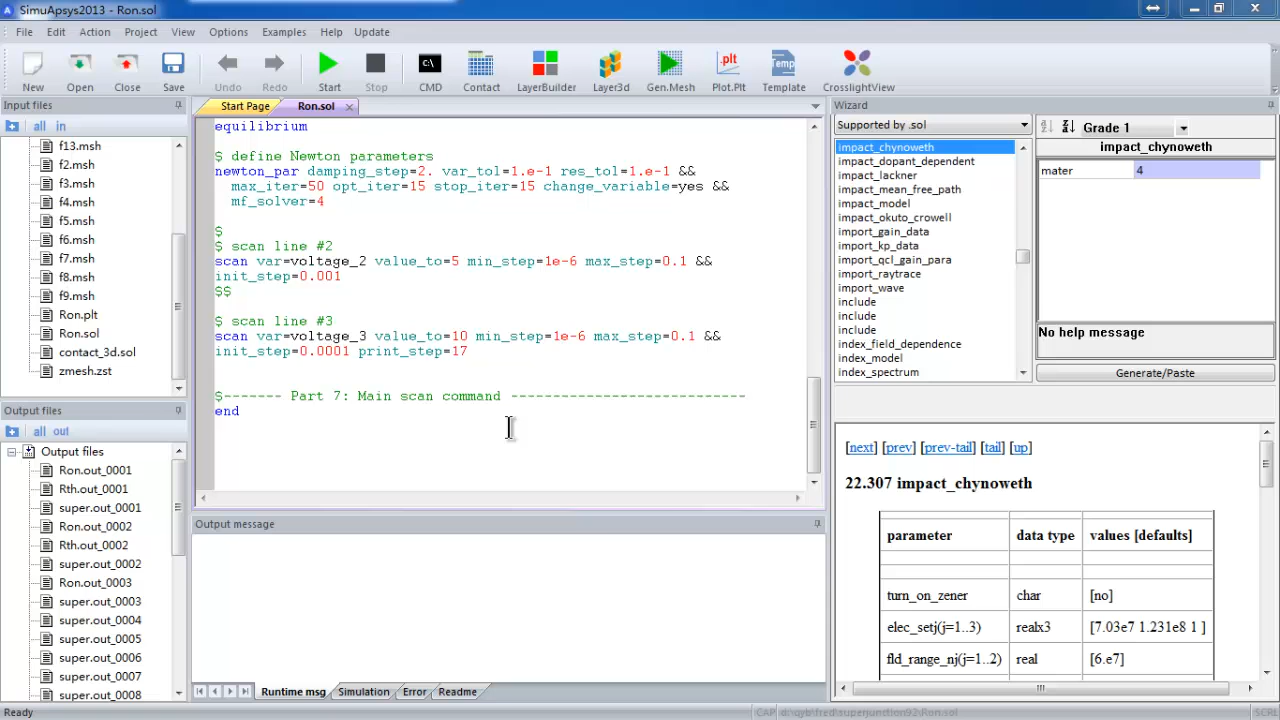 SimuApsys2013 - Ron.sol
File Edit Action Project View Options Examples Help Update
C:\ .plt Temp
New Open Close Save Undo Redo Start Stop CMD Contact LayerBuilder Layer3d Gen.Mesh Plot.Plt Template CrosslightView
Input files
all in
f13.msh
f2.msh
f3.msh
f4.msh
f5.msh
f6.msh
f7.msh
f8.msh
f9.msh
Ron.plt
Ron.sol
contact_3d.sol
zmesh.zst
Output files
all out
Output files
Ron.out_0001
Rth.out_0001
super.out_0001
Ron.out_0002
Rth.out_0002
super.out_0002
Ron.out_0003
super.out_0003
super.out_0004
super.out_0005
super.out_0006
super.out_0007
super.out_0008
Start Page Ron.sol
equilibrium
$ define Newton parameters
newton_par damping_step=2. var_tol=1.e-1 res_tol=1.e-1 &&
max_iter=50 opt_iter=15 stop_iter=15 change_variable=yes &&
mf_solver=4
$
$ scan line #2
scan var=voltage_2 value_to=5 min_step=1e-6 max_step=0.1 &&
init_step=0.001
$$
$ scan line #3
scan var=voltage_3 value_to=10 min_step=1e-6 max_step=0.1 &&
init_step=0.0001 print_step=17
$------- Part 7: Main scan command ---------------------------
end
Output message
Runtime msg Simulation Error Readme
Wizard
Supported by .sol
impact_chynoweth
impact_dopant_dependent
impact_lackner
impact_mean_free_path
impact_model
impact_okuto_crowell
import_gain_data
import_kp_data
import_qcl_gain_para
import_raytrace
import_wave
include
include
include
index_field_dependence
index_model
index_spectrum
Grade 1
impact_chynoweth
mater 4
No help message
Generate/Paste
[next] [prev] [prev-tail] [tail] [up]
22.307 impact_chynoweth
parameter data type values [defaults]
turn_on_zener char [no]
elec_setj(j=1..3) realx3 [7.03e7 1.231e8 1 ]
fld_range_nj(j=1..2) real [6.e7]
Ready
CAP d:\qyb\fred\superjunction92\Ron.sol SCRL